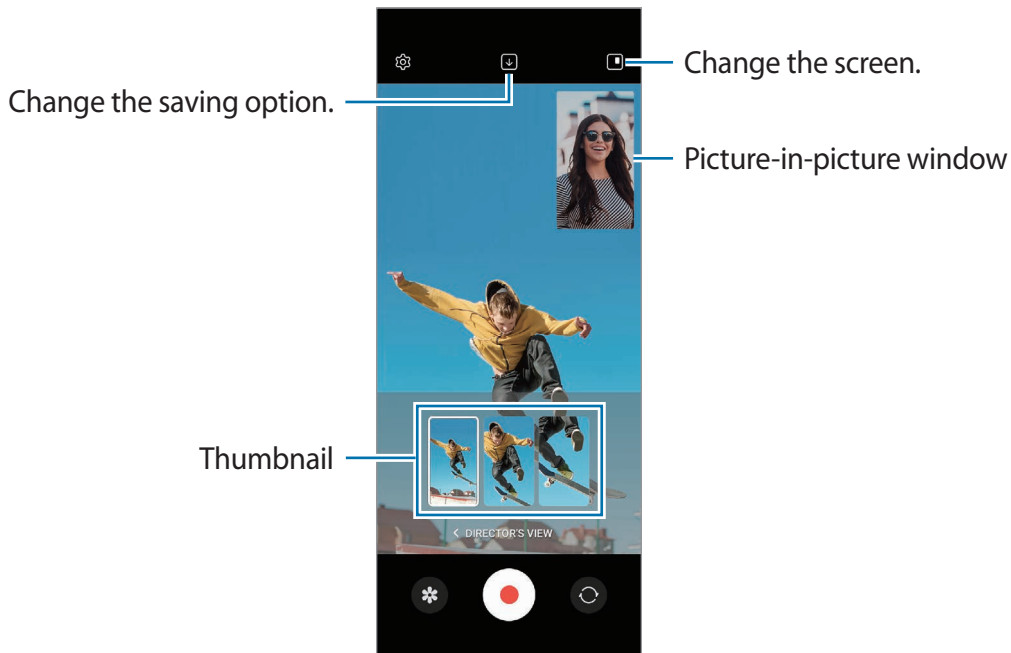 Change the screen.
Change the saving option.
Picture-in-picture window
Thumbnail
< DIRECTOR'S VIEW